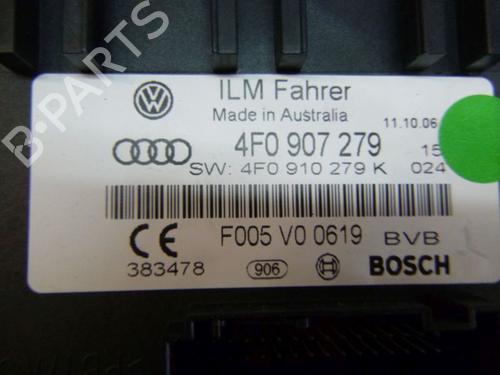 ILM Fahrer
Made in Australia
11.10.06
4F0 907 279
15
SW: 4F0 910 279 K
024
F005 V0 0619
BVB
CE
383478
906
BOSCH